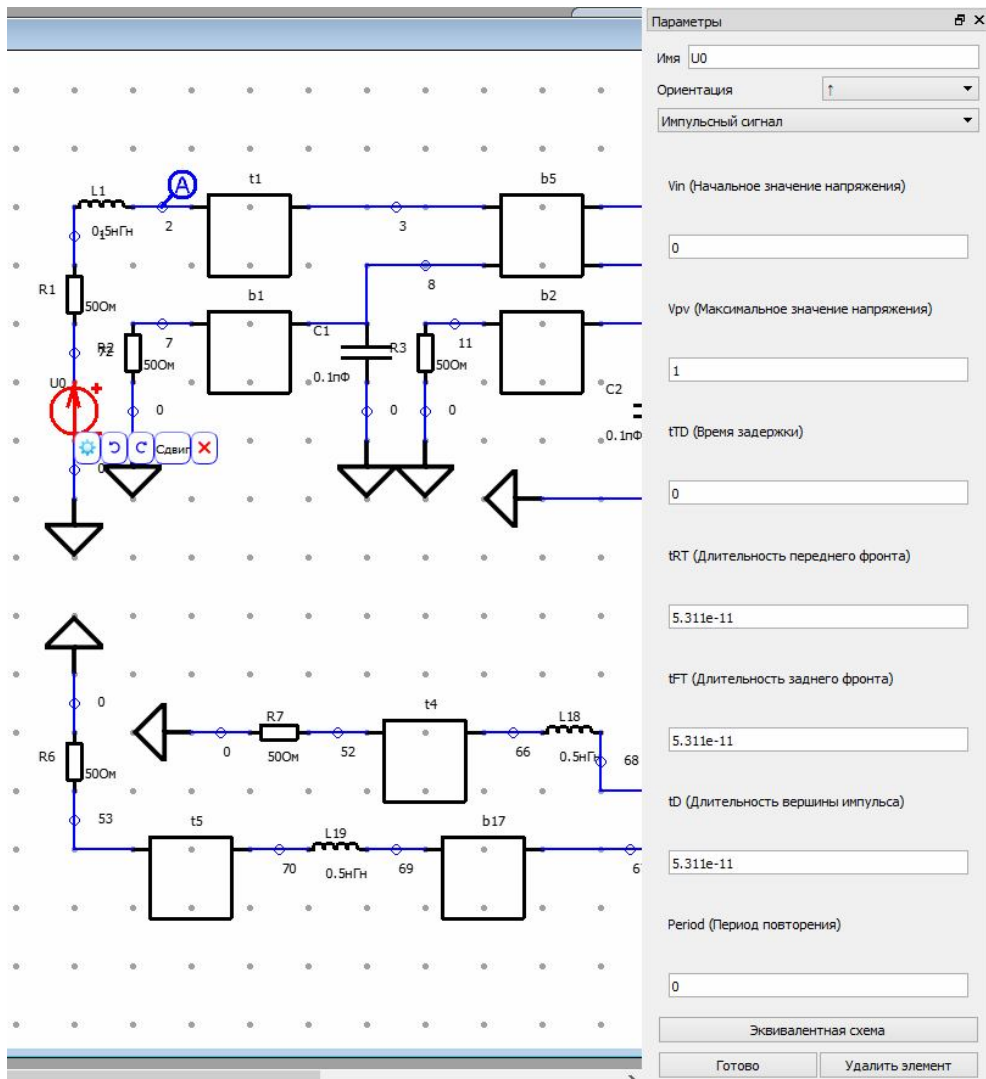 Параметры
Имя U0
Ориентация ↑
Импульсный сигнал
Vin (Начальное значение напряжения)
0
Vpv (Максимальное значение напряжения)
1
tTD (Время задержки)
0
tRT (Длительность переднего фронта)
5.311e-11
tFT (Длительность заднего фронта)
5.311e-11
tD (Длительность вершины импульса)
5.311e-11
Period (Период повторения)
0
Эквивалентная схема
Готово Удалить элемент
A
L1 t1 b5
0.5нГн 2 3
1
8
R1 b1 b2
50Ом
C1
R2 7 R3 11
72 50Ом 50Ом
0.1пФ
U0 C2
+
0 0 0
0.1пФ
Сдвиг
0
0 t4
R7 L18
R6 0 50Ом 52 66 0.5нГн 68
50Ом
53 t5 L19 b17
70 0.5нГн 69